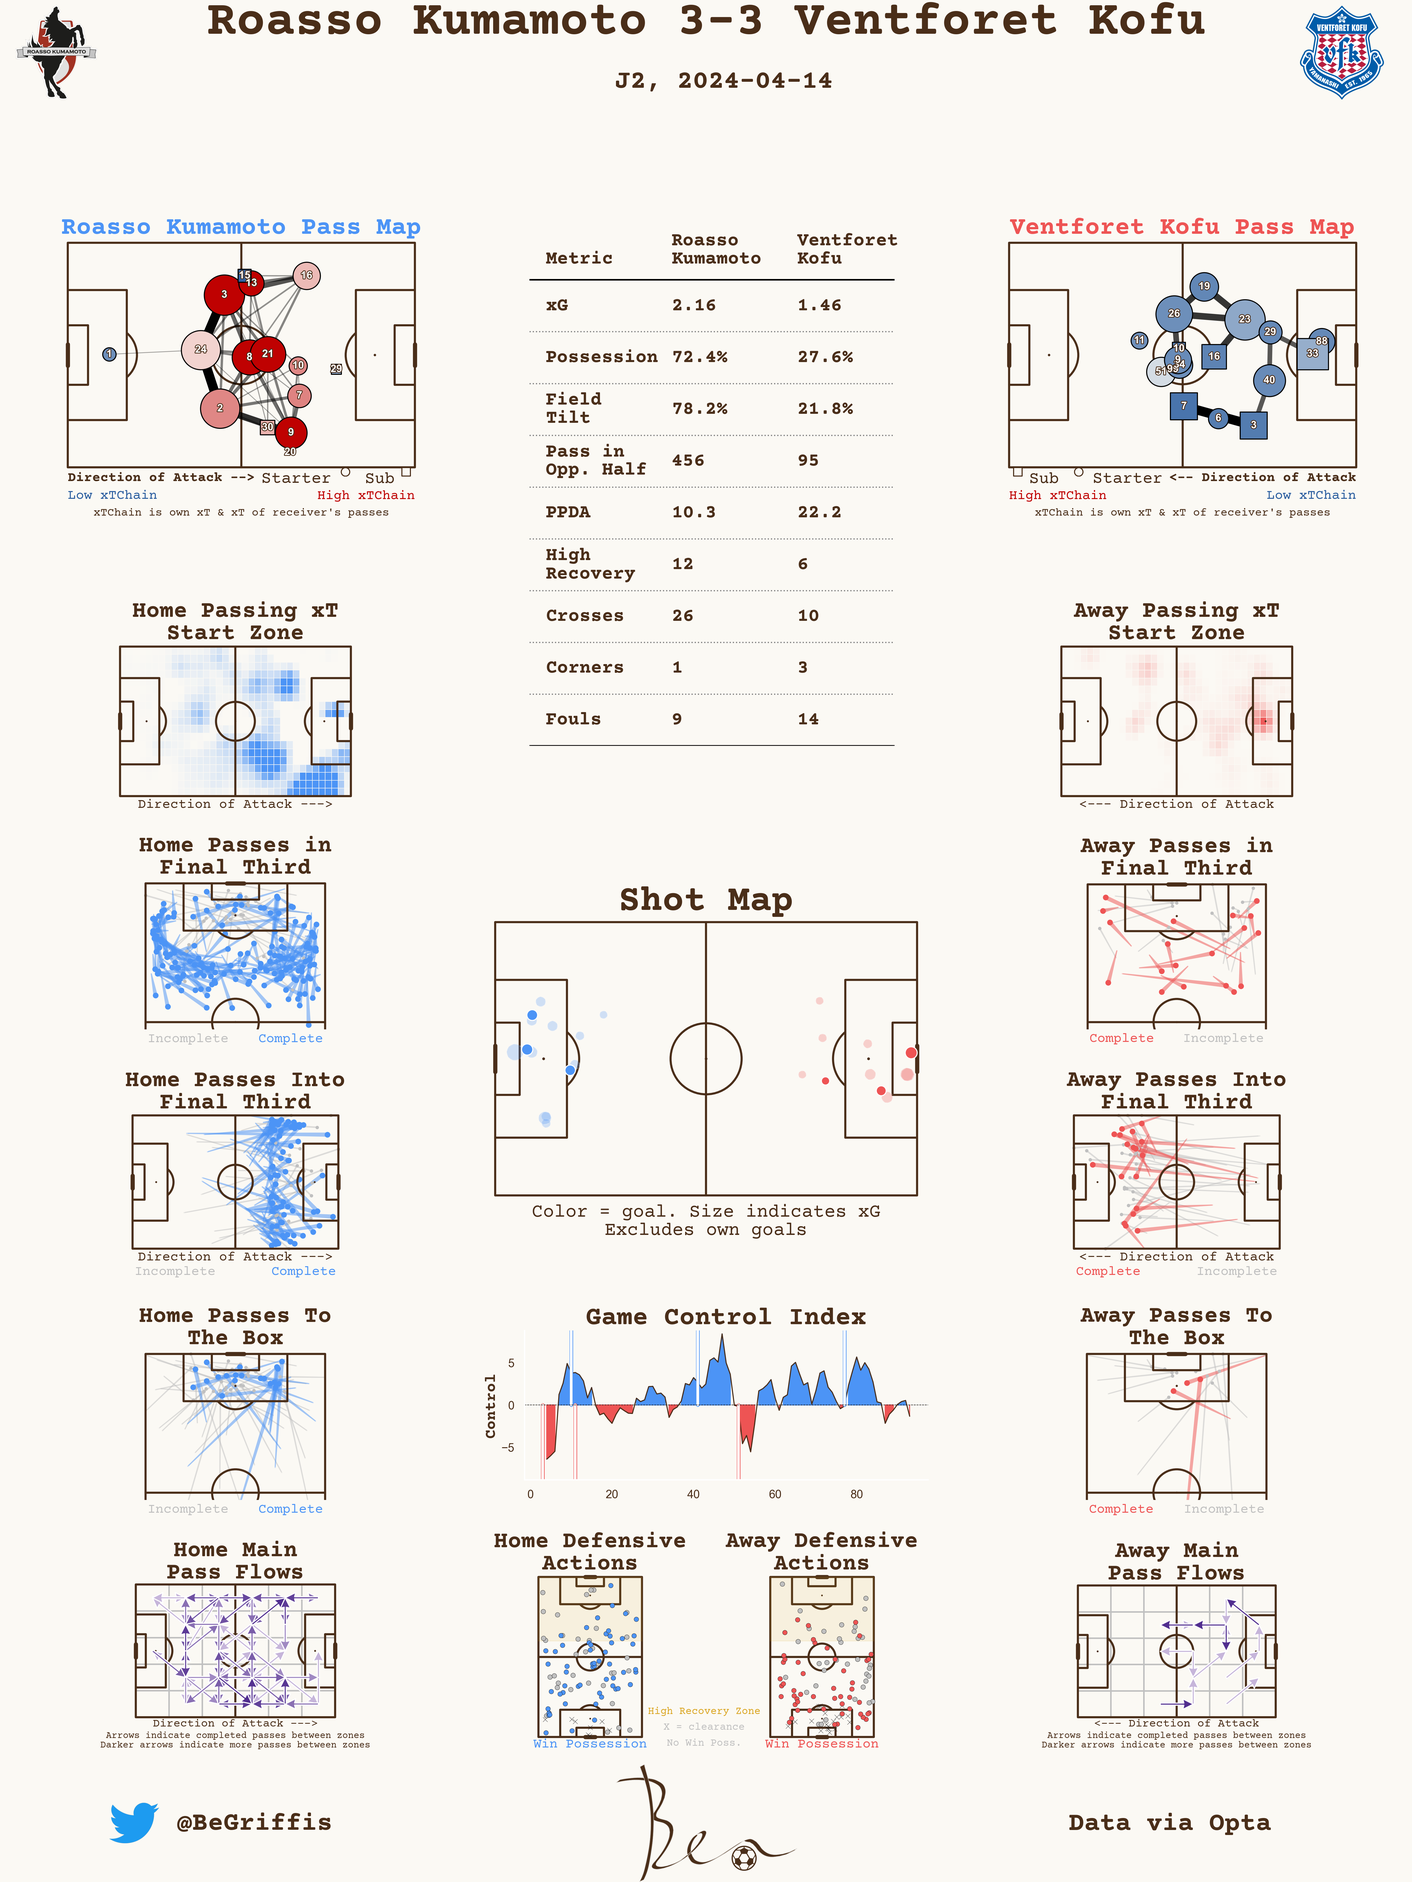 Roasso Kumamoto 3-3 Ventforet Kofu
J2, 2024-04-14
ROASSO KUMAMOTO
VENTFORET KOFU
vfk
YAMANASHI EST. 1965
Roasso Kumamoto Pass Map
1
24
3
15
13
16
8
21
10
29
7
2
30
9
20
Direction of Attack --> Starter Sub
Low xTChain High xTChain
xTChain is own xT & xT of receiver's passes
Metric Roasso Kumamoto Ventforet Kofu
xG 2.16 1.46
Possession 72.4% 27.6%
Field Tilt 78.2% 21.8%
Pass in Opp. Half 456 95
PPDA 10.3 22.2
High Recovery 12 6
Crosses 26 10
Corners 1 3
Fouls 9 14
Ventforet Kofu Pass Map
19
26
23
11
10
29
88
33
16
9
51
40
7
6
3
Sub Starter <-- Direction of Attack
High xTChain Low xTChain
xTChain is own xT & xT of receiver's passes
Home Passing xT
Start Zone
Direction of Attack --->
Away Passing xT
Start Zone
<--- Direction of Attack
Home Passes in
Final Third
Incomplete Complete
Away Passes in
Final Third
Complete Incomplete
Shot Map
Color = goal. Size indicates xG
Excludes own goals
Home Passes Into
Final Third
Direction of Attack --->
Incomplete Complete
Away Passes Into
Final Third
<--- Direction of Attack
Complete Incomplete
Home Passes To
The Box
Incomplete Complete
Game Control Index
Control
5
0
−5
0 20 40 60 80
Away Passes To
The Box
Complete Incomplete
Home Main
Pass Flows
Direction of Attack --->
Arrows indicate completed passes between zones
Darker arrows indicate more passes between zones
Home Defensive
Actions
Win Possession
High Recovery Zone
X = clearance
No Win Poss.
Away Defensive
Actions
Win Possession
Away Main
Pass Flows
<--- Direction of Attack
Arrows indicate completed passes between zones
Darker arrows indicate more passes between zones
@BeGriffis
Ben
Data via Opta